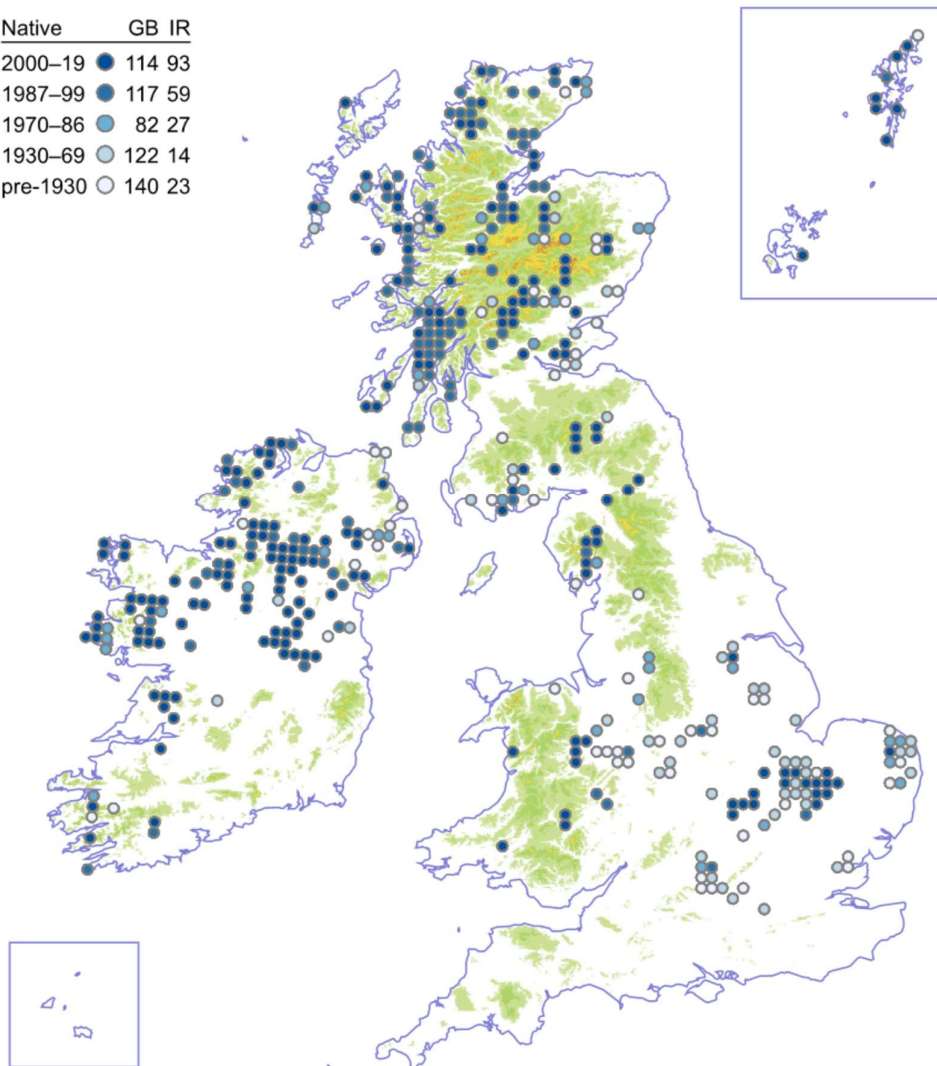 Native GB IR
2000–19 114 93
1987–99 117 59
1970–86 82 27
1930–69 122 14
pre-1930 140 23